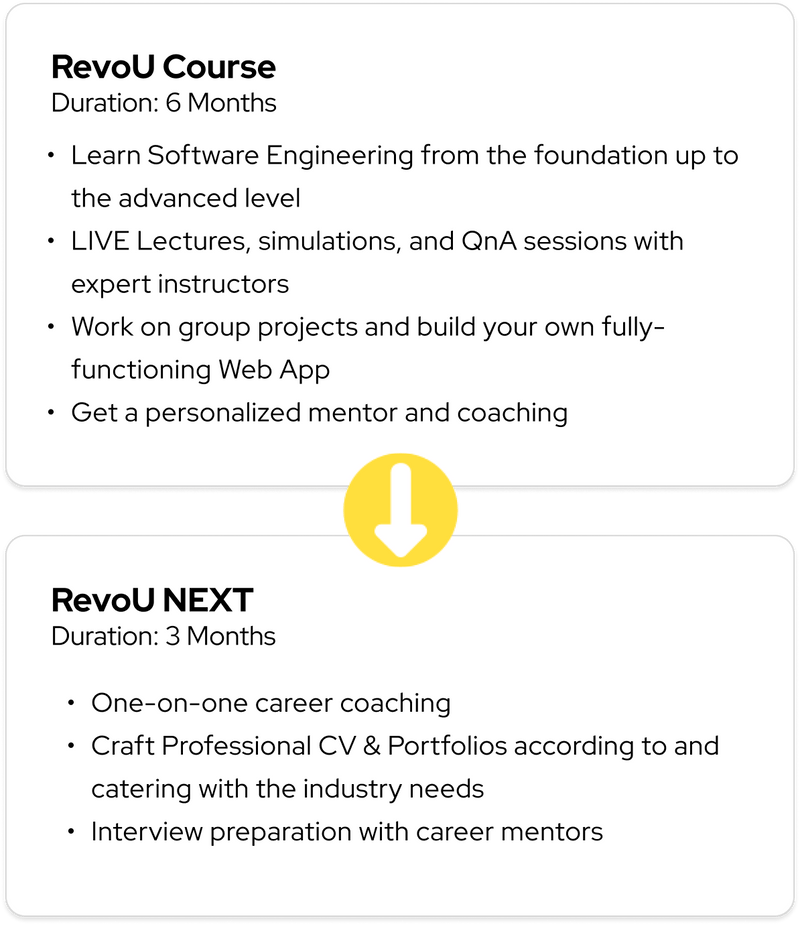 RevoU Course
Duration: 6 Months
• Learn Software Engineering from the foundation up to
the advanced level
• LIVE Lectures, simulations, and QnA sessions with
expert instructors
• Work on group projects and build your own fully-
functioning Web App
• Get a personalized mentor and coaching
RevoU NEXT
Duration: 3 Months
• One-on-one career coaching
• Craft Professional CV & Portfolios according to and
catering with the industry needs
• Interview preparation with career mentors